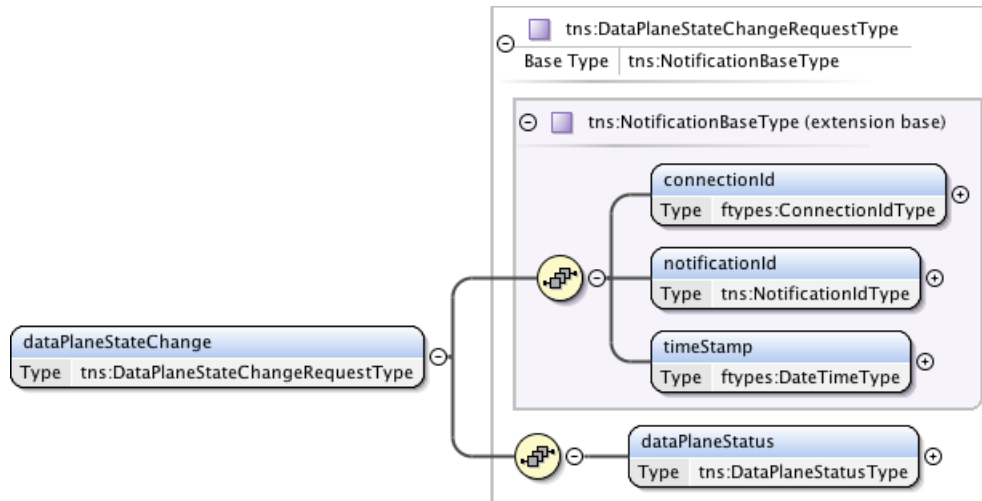 tns:DataPlaneStateChangeRequestType
Base Type tns:NotificationBaseType
tns:NotificationBaseType (extension base)
connectionId
Type ftypes:ConnectionIdType
notificationId
Type tns:NotificationIdType
timeStamp
Type ftypes:DateTimeType
dataPlaneStateChange
Type tns:DataPlaneStateChangeRequestType
dataPlaneStatus
Type tns:DataPlaneStatusType